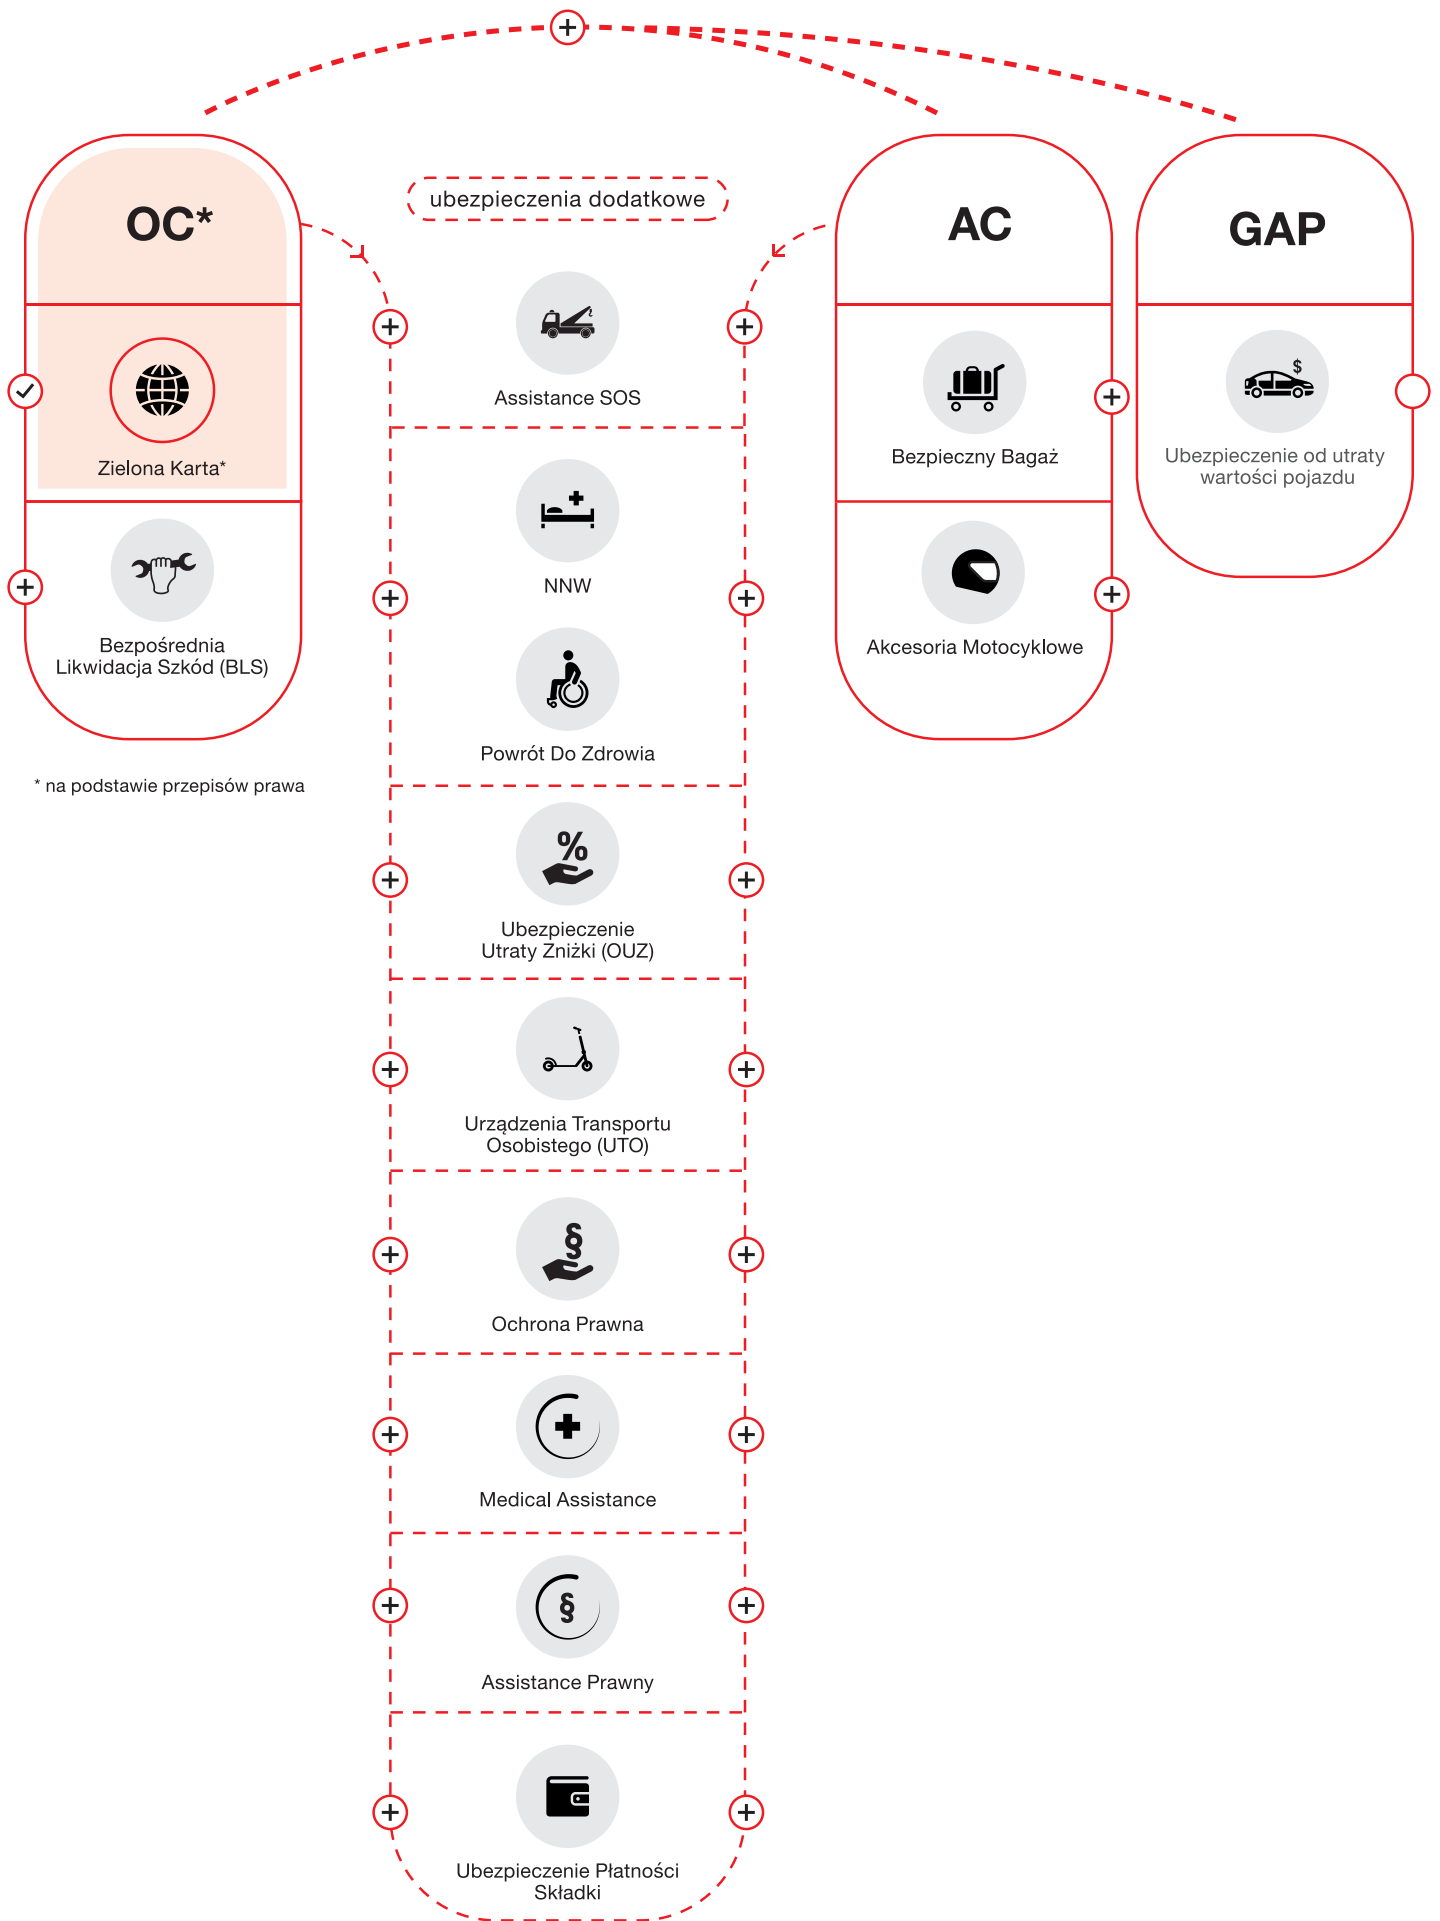 OC*
Zielona Karta*
Bezpośrednia
Likwidacja Szkód (BLS)
* na podstawie przepisów prawa
ubezpieczenia dodatkowe
Assistance SOS
NNW
Powrót Do Zdrowia
%
Ubezpieczenie
Utraty Zniżki (OUZ)
Urządzenia Transportu
Osobistego (UTO)
§
Ochrona Prawna
Medical Assistance
§
Assistance Prawny
Ubezpieczenie Płatności
Składki
AC
Bezpieczny Bagaż
Akcesoria Motocyklowe
GAP
$
Ubezpieczenie od utraty
wartości pojazdu